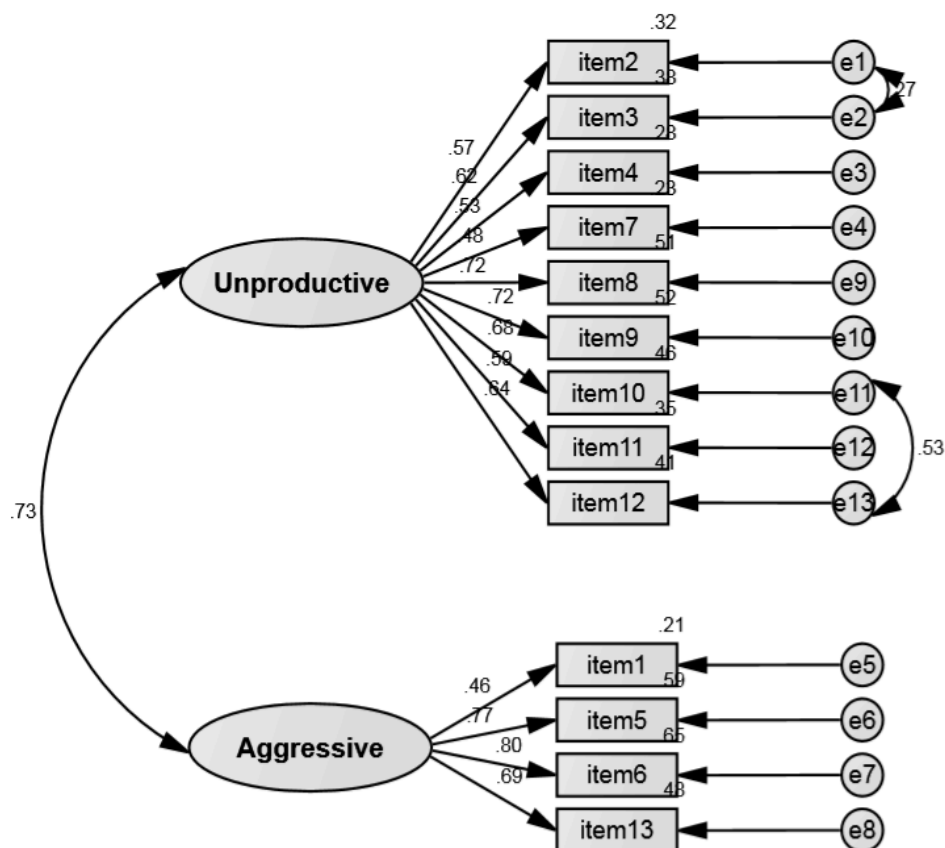 .32
item2
e1
.27
.38
item3
e2
.57
.28
item4
e3
.62
.23
item7
e4
.53
.48
.51
Unproductive
.72
item8
e9
.72
.52
item9
e10
.68
.46
.59
item10
e11
.64
.35
item11
e12
.53
.41
item12
e13
.73
.21
item1
e5
.46
.59
item5
e6
.77
.65
Aggressive
.80
item6
e7
.69
.48
item13
e8